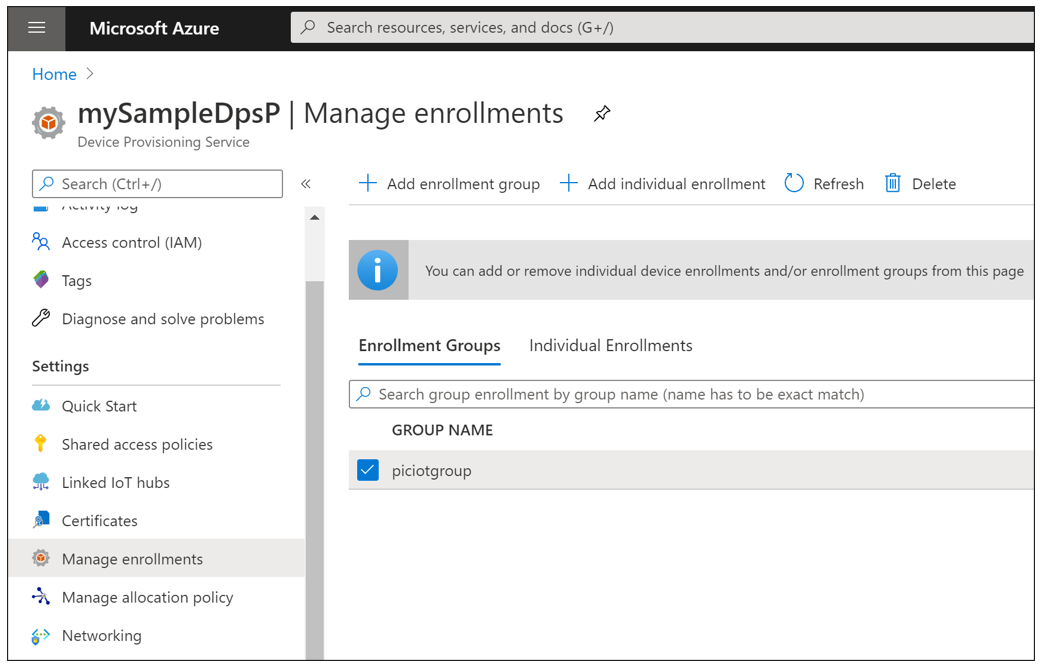 Microsoft Azure
Search resources, services, and docs (G+/)
Home
mySampleDpsP | Manage enrollments
Device Provisioning Service
Search (Ctrl+/)
«
Add enrollment group
Add individual enrollment
Refresh
Delete
Activity log
Access control (IAM)
Tags
Diagnose and solve problems
Settings
Quick Start
Shared access policies
Linked IoT hubs
Certificates
Manage enrollments
Manage allocation policy
Networking
You can add or remove individual device enrollments and/or enrollment groups from this page
Enrollment Groups
Individual Enrollments
Search group enrollment by group name (name has to be exact match)
GROUP NAME
piciotgroup